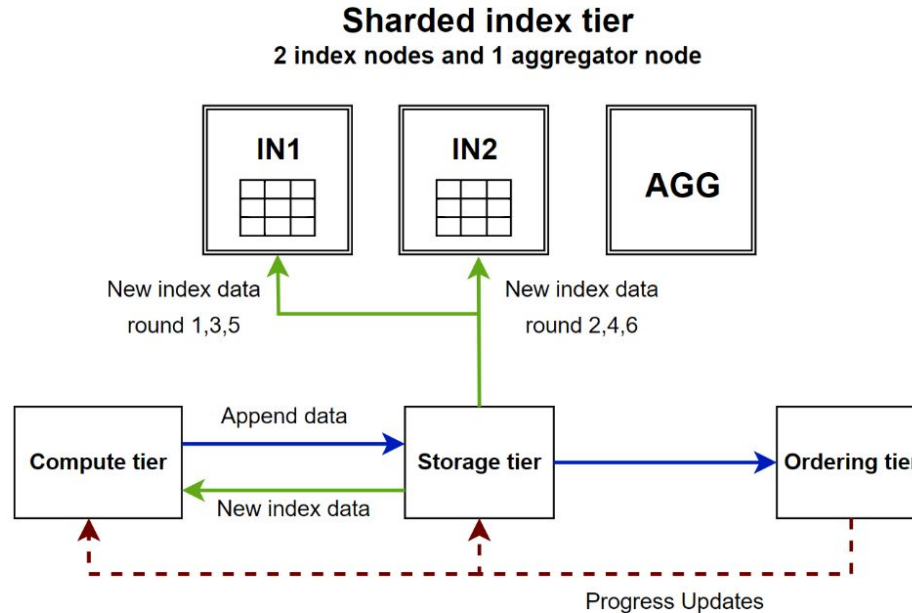 Sharded index tier
2 index nodes and 1 aggregator node
IN1
IN2
AGG
New index data
round 1,3,5
New index data
round 2,4,6
Append data
Compute tier
Storage tier
Ordering tier
New index data
Progress Updates